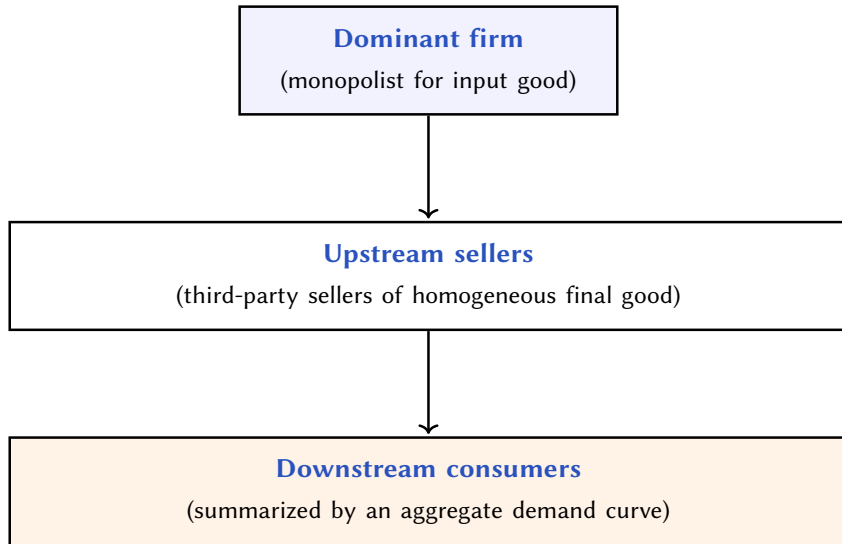 Dominant firm
(monopolist for input good)
Upstream sellers
(third-party sellers of homogeneous final good)
Downstream consumers
(summarized by an aggregate demand curve)